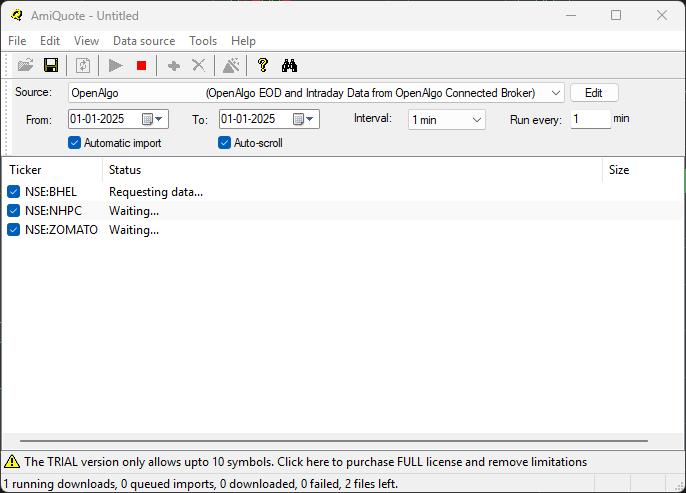 AmiQuote - Untitled
File Edit View Data source Tools Help
Source: OpenAlgo (OpenAlgo EOD and Intraday Data from OpenAlgo Connected Broker) Edit
From: 01-01-2025 To: 01-01-2025 Interval: 1 min Run every: 1 min
Automatic import Auto-scroll
Ticker Status Size
NSE:BHEL Requesting data...
NSE:NHPC Waiting...
NSE:ZOMATO Waiting...
The TRIAL version only allows upto 10 symbols. Click here to purchase FULL license and remove limitations
1 running downloads, 0 queued imports, 0 downloaded, 0 failed, 2 files left.